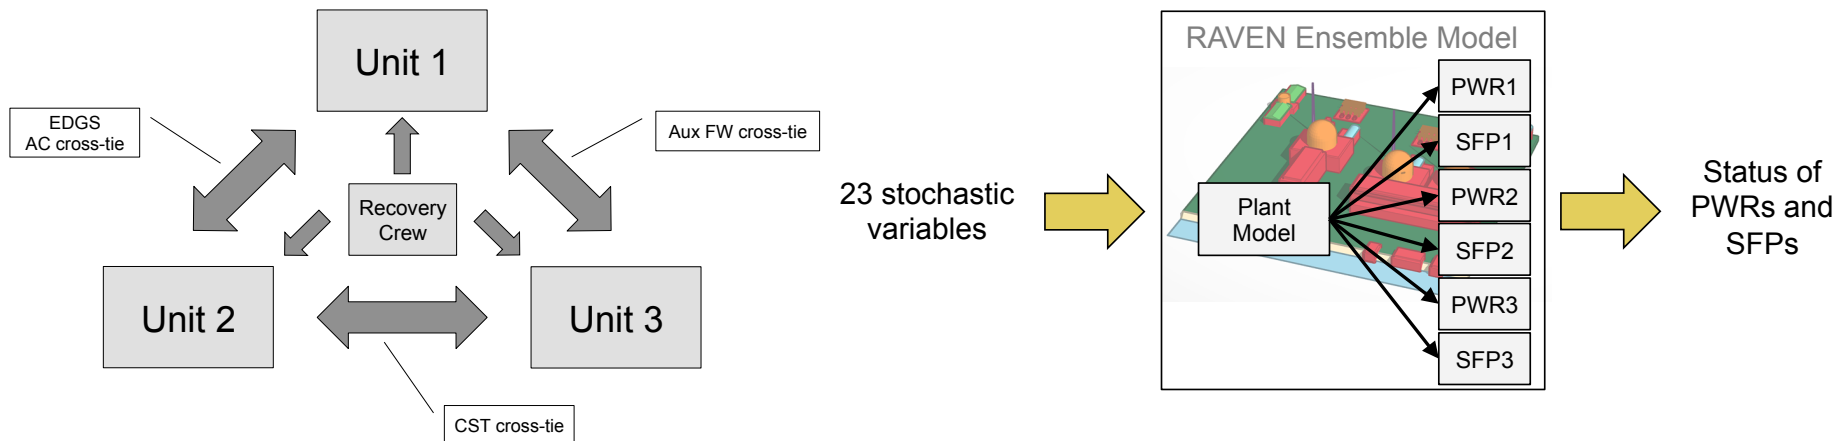 Unit 1
EDGS
AC cross-tie
Aux FW cross-tie
Recovery
Crew
Unit 2
Unit 3
CST cross-tie
23 stochastic
variables
RAVEN Ensemble Model
Plant
Model
PWR1
SFP1
PWR2
SFP2
PWR3
SFP3
Status of
PWRs and
SFPs